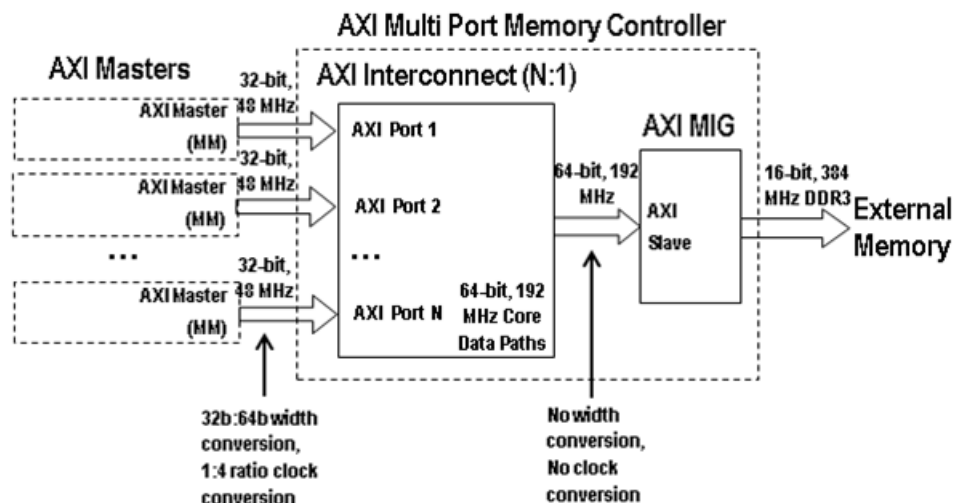 AXI Multi Port Memory Controller
AXI Masters
AXI Interconnect (N:1)
32-bit,
48 MHz
AXI Master
(MM)
AXI Port 1
32-bit,
48 MHz
AXI Master
(MM)
AXI Port 2
...
...
32-bit,
48 MHz
AXI Master
(MM)
AXI Port N
64-bit, 192
MHz Core
Data Paths
64-bit, 192
MHz
AXI MIG
AXI
Slave
16-bit, 384
MHz DDR3
External
Memory
32b:64b width
conversion,
1:4 ratio clock
conversion
No width
conversion,
No clock
conversion